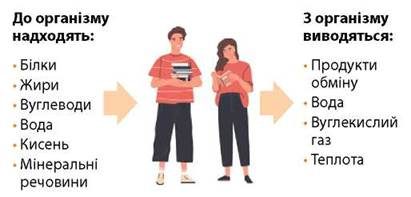 До організму
надходять:
• Білки
• Жири
• Вуглеводи
• Вода
• Кисень
• Мінеральні
речовини
З організму
виводяться:
• Продукти
обміну
• Вода
• Вуглекислий
газ
• Теплота